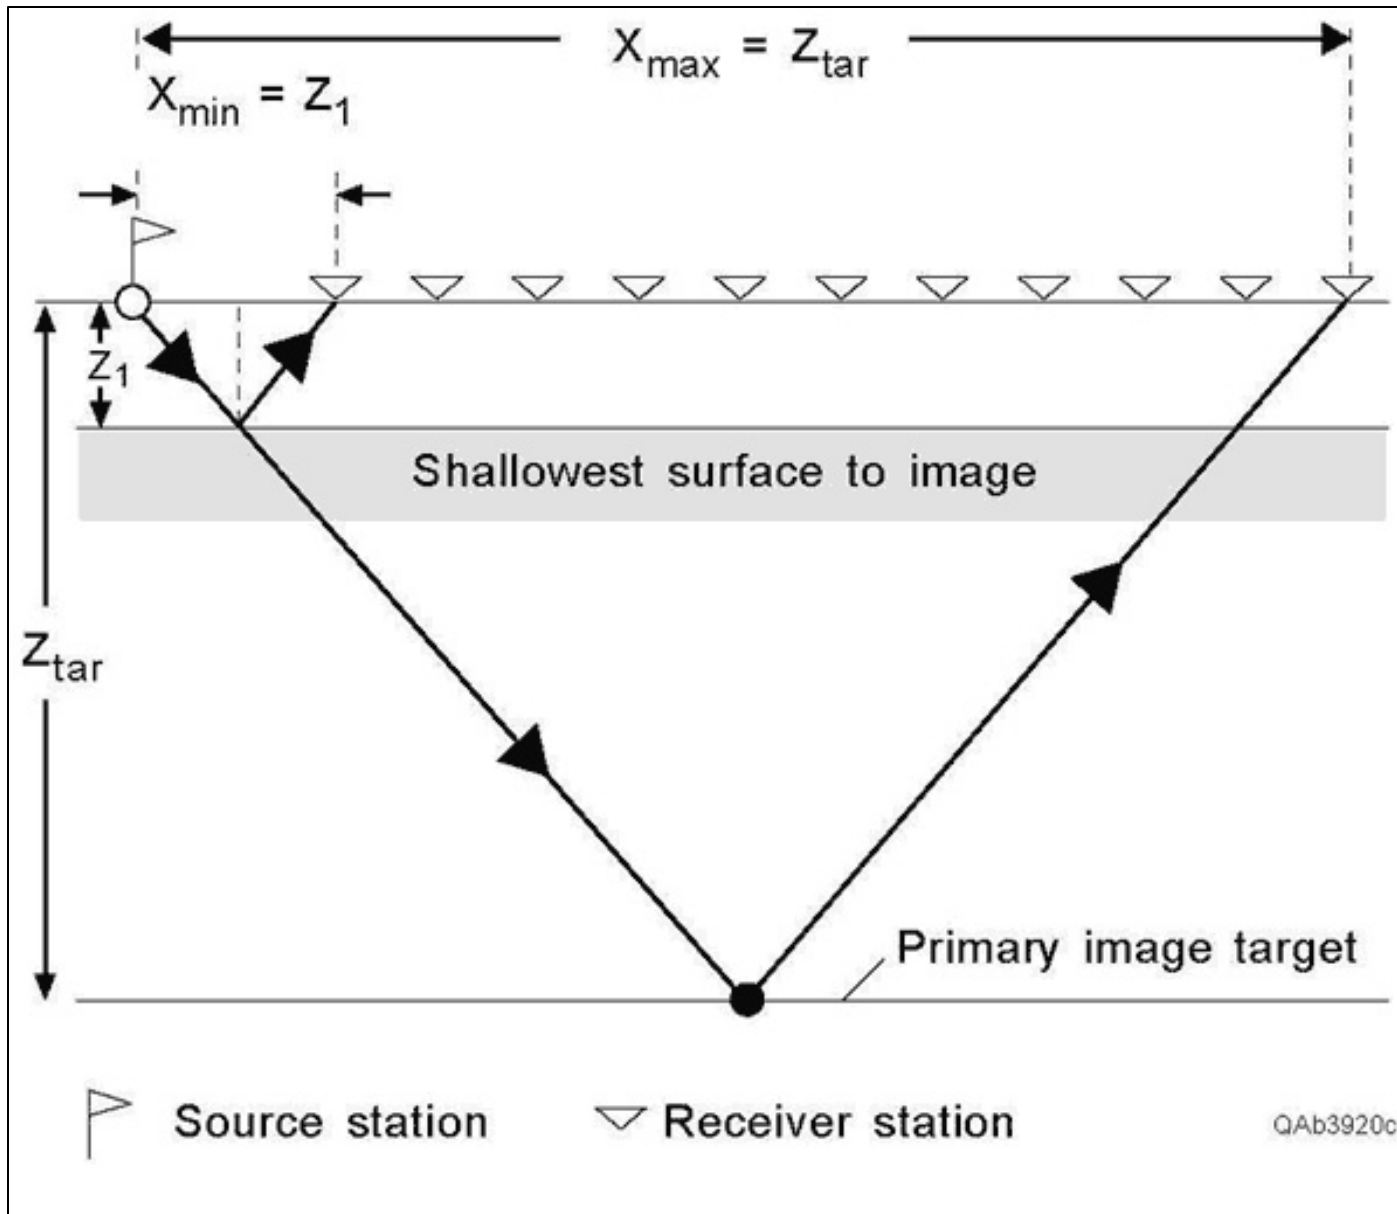 Xmax = Ztar
Xmin = Z1
Z1
Shallowest surface to image
Ztar
Primary image target
Source station
Receiver station
QAb3920c